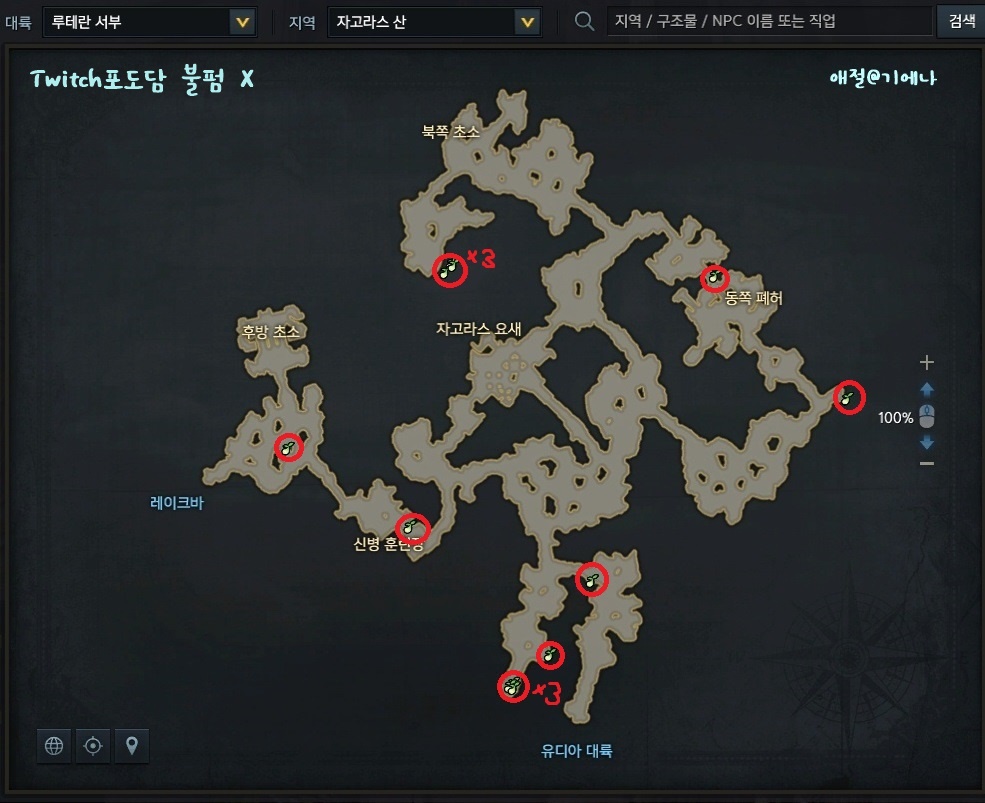 대륙 루테란 서부 지역 자고라스 산 지역 / 구조물 / NPC 이름 또는 직업 검색
Twitch포도담 불펌 X
애절@기에나
북쪽 초소
×3
동쪽 폐허
자고라스 요새
후방 초소
100%
레이크바
신병 훈련장
×3
유디아 대륙